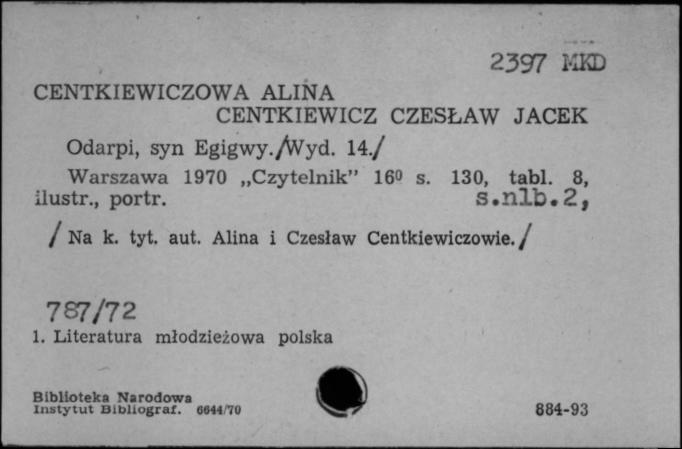 2397 MKD
CENTKIEWICZOWA ALINA
CENTKIEWICZ CZESŁAW JACEK
Odarpi, syn Egigwy./Wyd. 14./
Warszawa 1970 „Czytelnik” 16º s. 130, tabl. 8,
ilustr., portr. s.nlb.2,
/ Na k. tyt. aut. Alina i Czesław Centkiewiczowie. /
787/72
1. Literatura młodzieżowa polska
Biblioteka Narodowa
Instytut Bibliograf. 6644/70
884-93